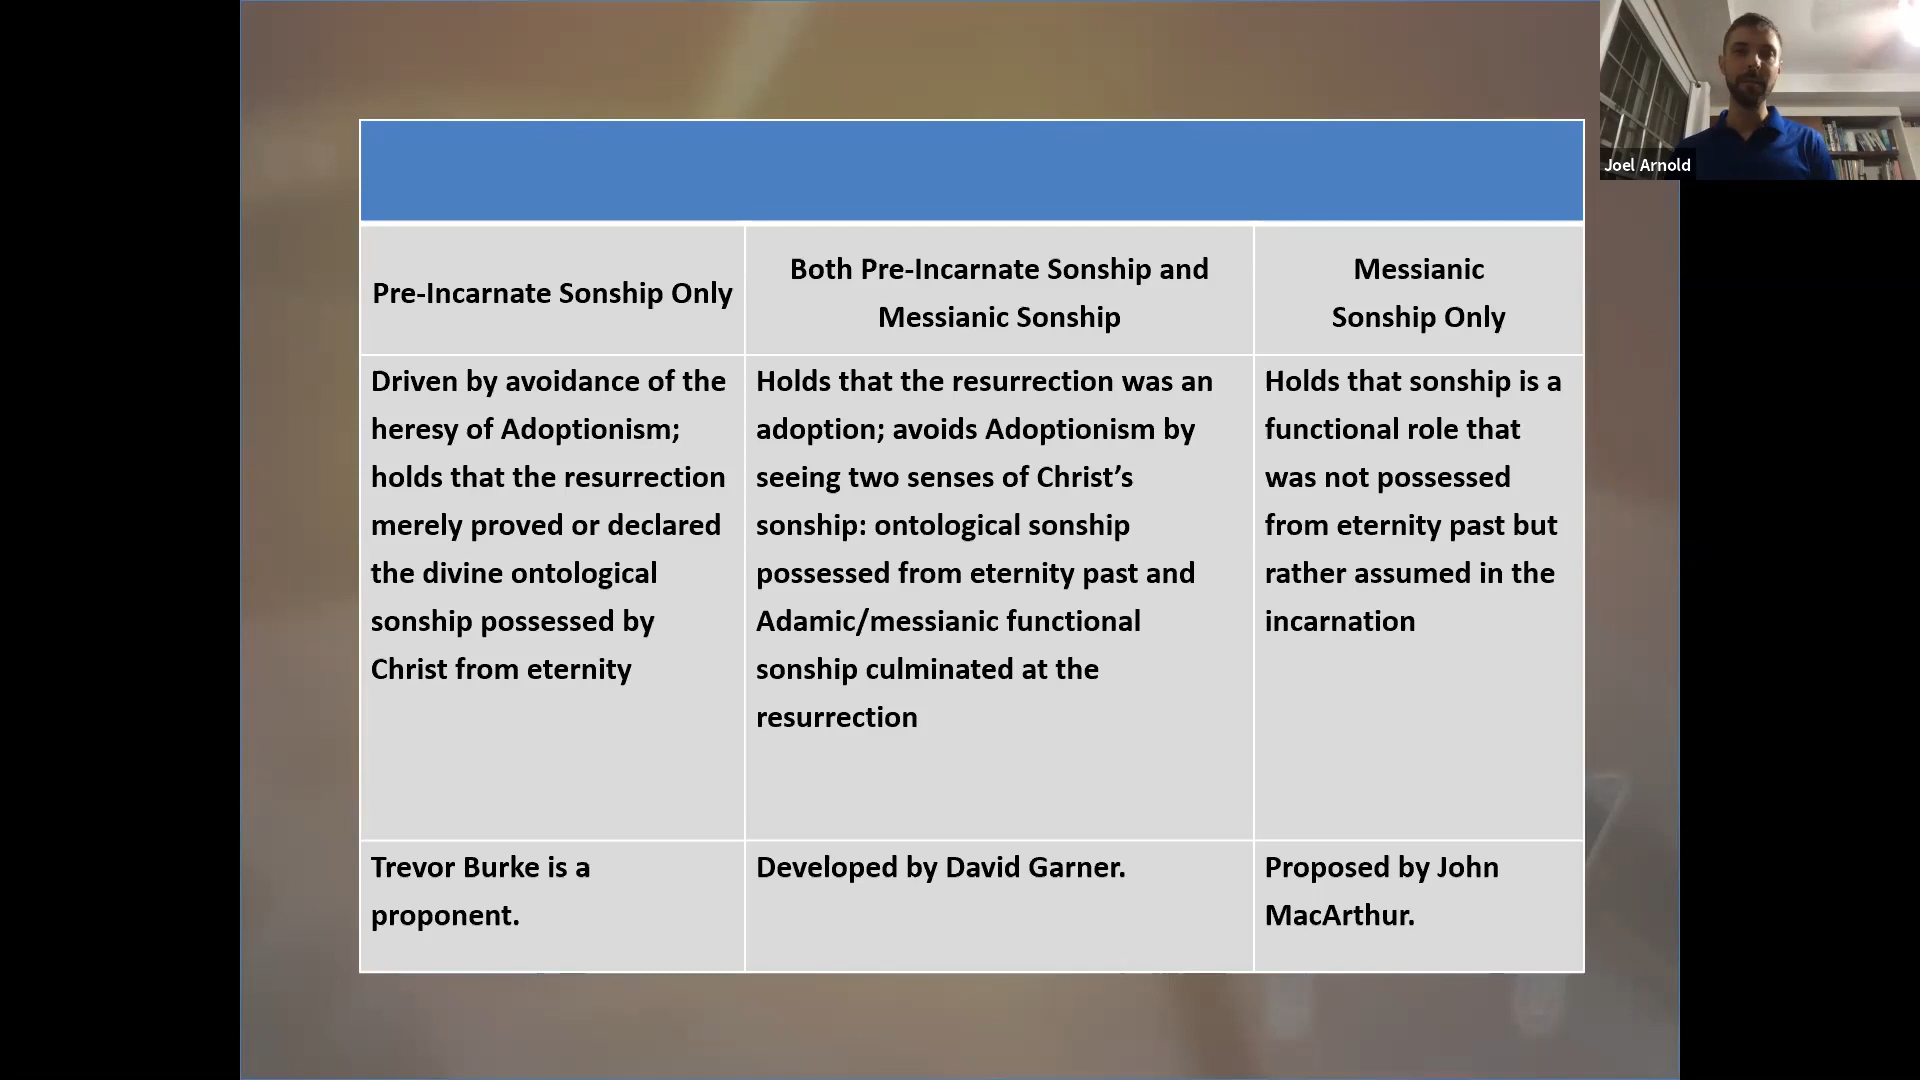 Joel Arnold
Pre-Incarnate Sonship Only
Both Pre-Incarnate Sonship and
Messianic Sonship
Messianic
Sonship Only
Driven by avoidance of the
heresy of Adoptionism;
holds that the resurrection
merely proved or declared
the divine ontological
sonship possessed by
Christ from eternity
Holds that the resurrection was an
adoption; avoids Adoptionism by
seeing two senses of Christ’s
sonship: ontological sonship
possessed from eternity past and
Adamic/messianic functional
sonship culminated at the
resurrection
Holds that sonship is a
functional role that
was not possessed
from eternity past but
rather assumed in the
incarnation
Trevor Burke is a
proponent.
Developed by David Garner.
Proposed by John
MacArthur.